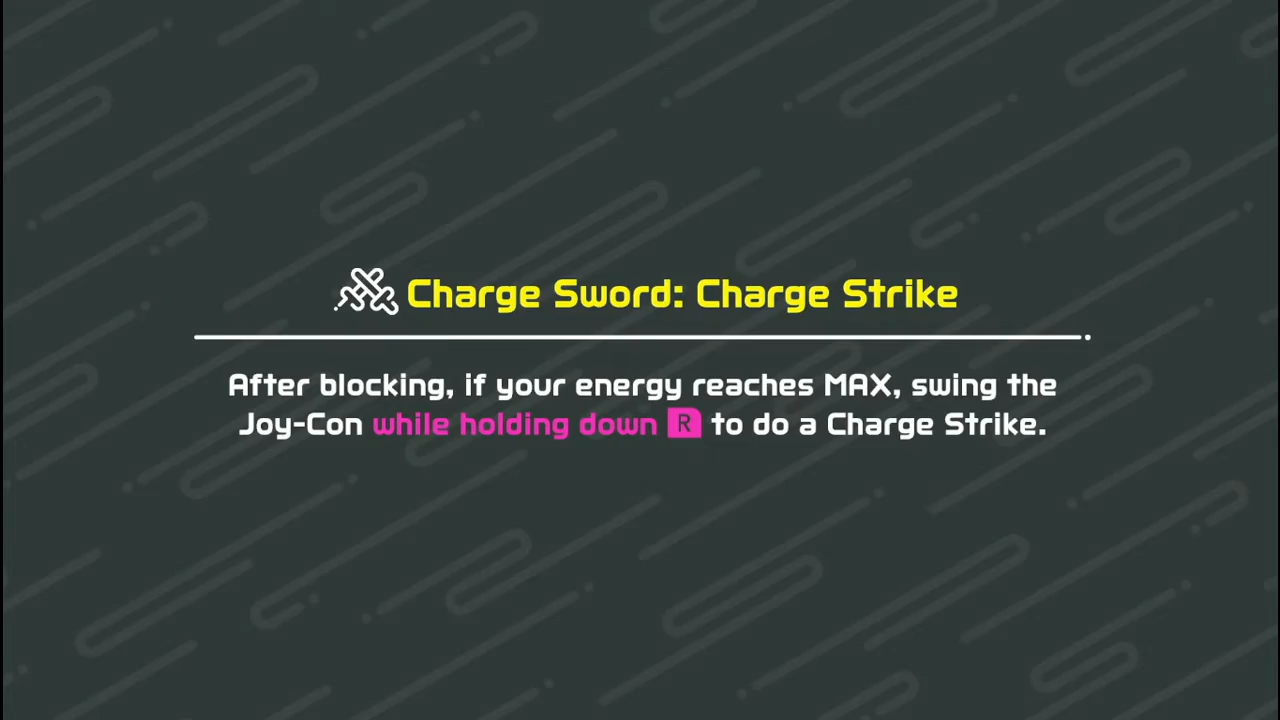 Charge Sword: Charge Strike
After blocking, if your energy reaches MAX, swing the
Joy-Con while holding down R to do a Charge Strike.